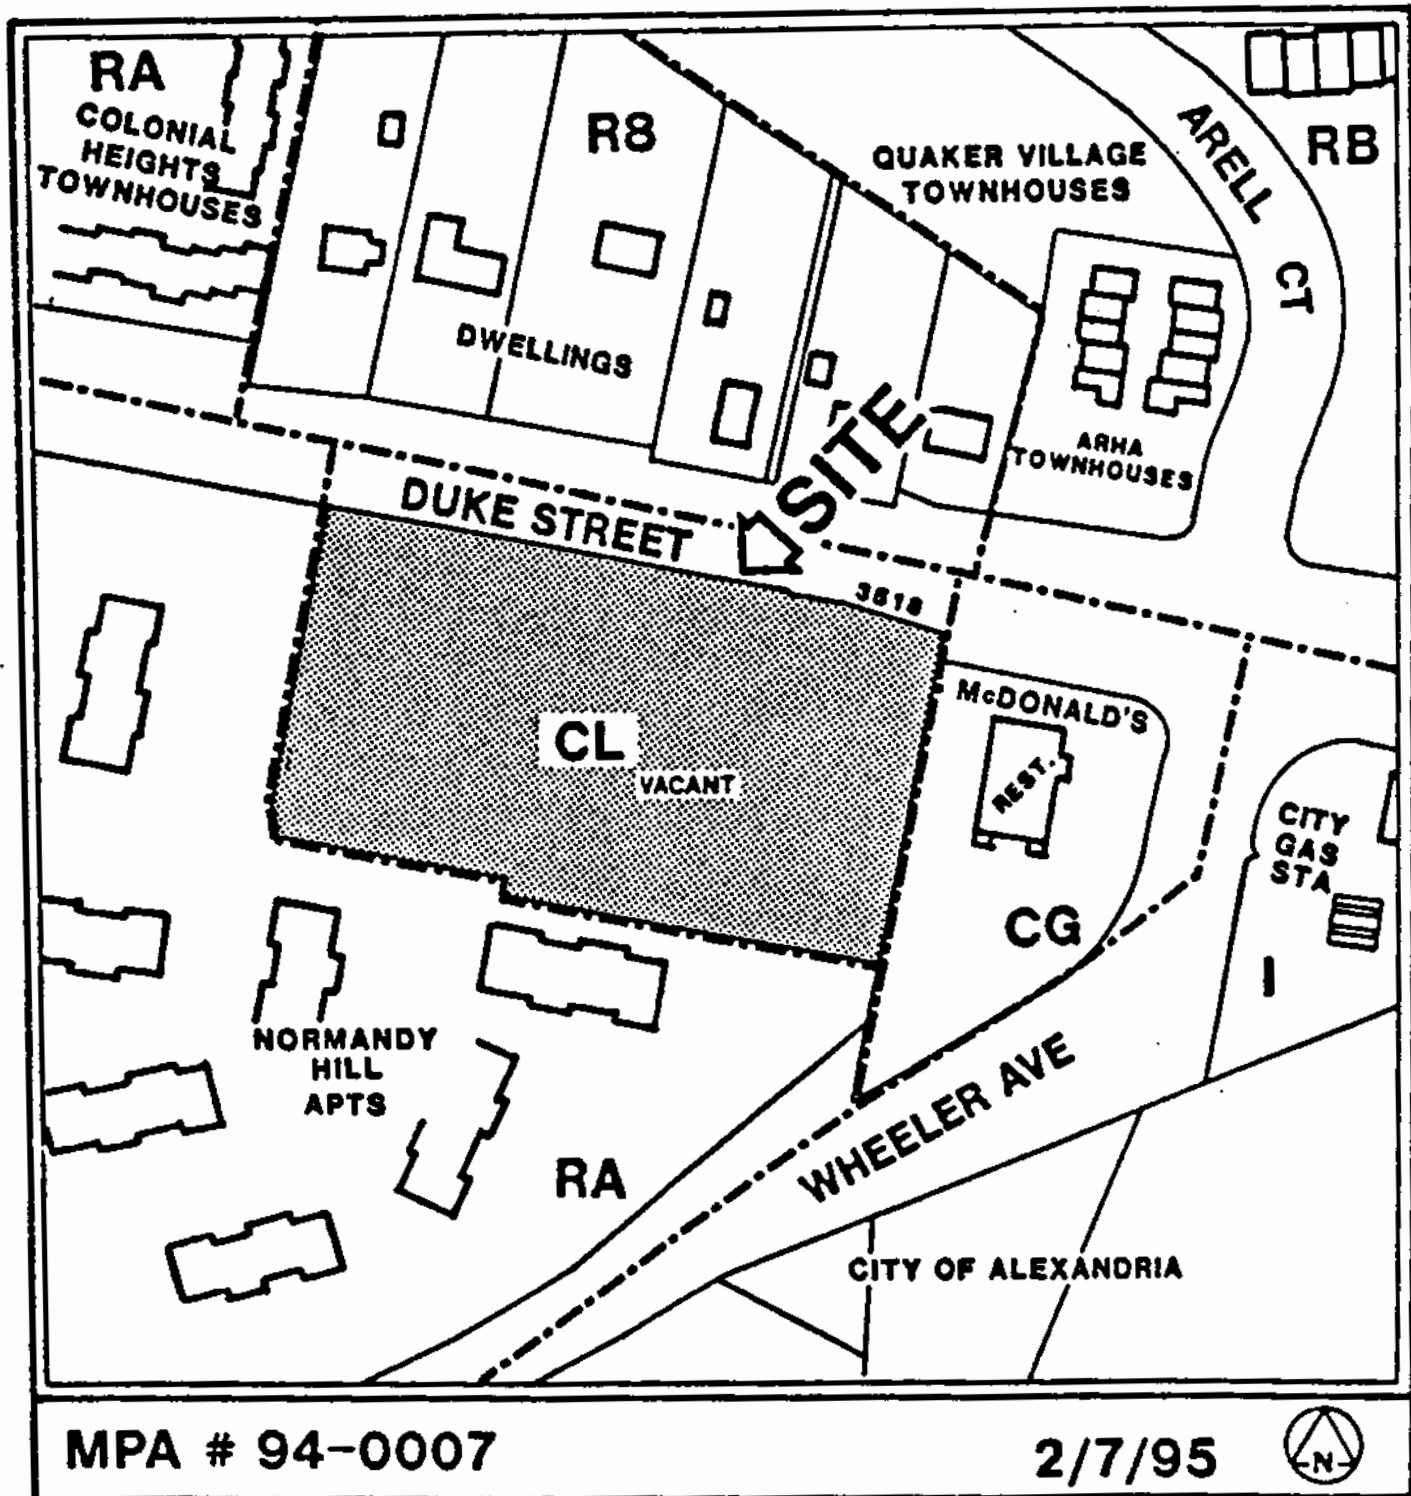 RA
COLONIAL
HEIGHTS
TOWNHOUSES
R8
QUAKER VILLAGE
TOWNHOUSES
ARELL CT
RB
DWELLINGS
SITE
ARHA
TOWNHOUSES
DUKE STREET
3518
McDONALD'S
REST.
CL
VACANT
CITY
GAS
STA
CG
I
NORMANDY
HILL
APTS
WHEELER AVE
RA
CITY OF ALEXANDRIA
MPA # 94-0007
2/7/95
N